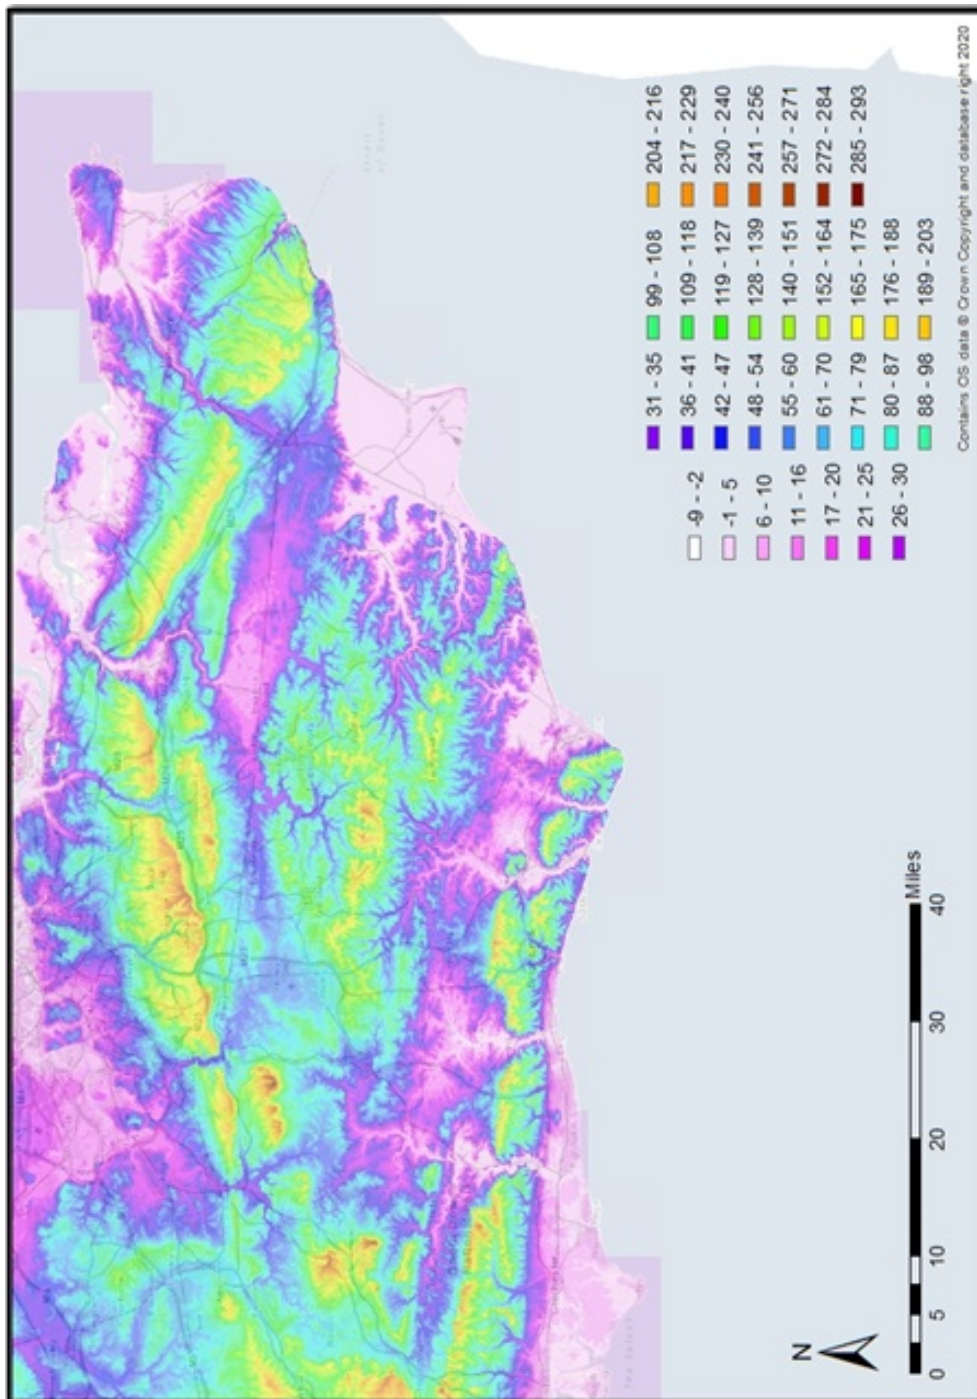 -9 - -2
-1 - 5
6 - 10
11 - 16
17 - 20
21 - 25
26 - 30
31 - 35
36 - 41
42 - 47
48 - 54
55 - 60
61 - 70
71 - 79
80 - 87
88 - 98
99 - 108
109 - 118
119 - 127
128 - 139
140 - 151
152 - 164
165 - 175
176 - 188
189 - 203
204 - 216
217 - 229
230 - 240
241 - 256
257 - 271
272 - 284
285 - 293
N
Miles
0 5 10 20 30 40
Contains OS data © Crown Copyright and database right 2020